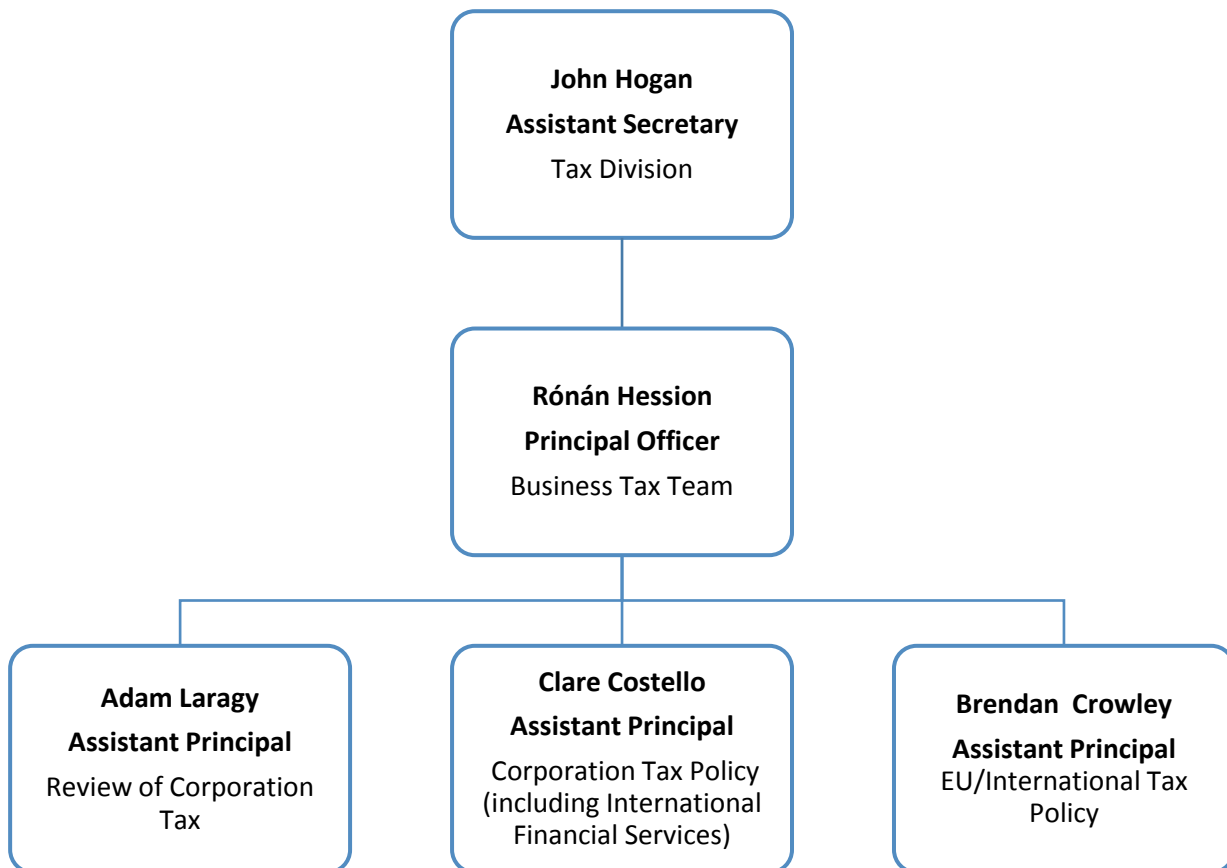 John Hogan
Assistant Secretary
Tax Division
Rónán Hession
Principal Officer
Business Tax Team
Adam Laragy
Assistant Principal
Review of Corporation
Tax
Clare Costello
Assistant Principal
Corporation Tax Policy
(including International
Financial Services)
Brendan Crowley
Assistant Principal
EU/International Tax
Policy